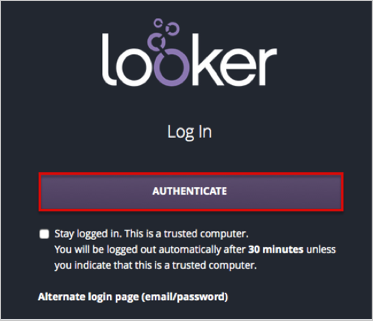 looker
Log In
AUTHENTICATE
Stay logged in. This is a trusted computer.
You will be logged out automatically after 30 minutes unless
you indicate that this is a trusted computer.
Alternate login page (email/password)